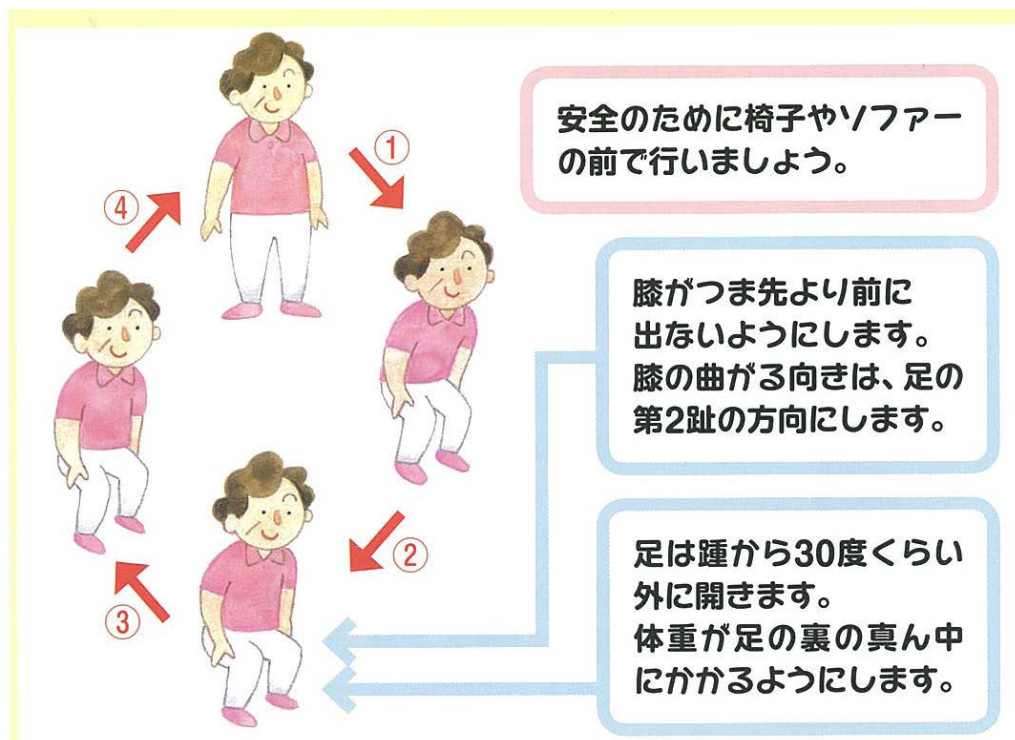 ①
④
②
③
安全のために椅子やソファー
の前で行いましょう。
膝がつま先より前に
出ないようにします。
膝の曲がる向きは、足の
第2趾の方向にします。
足は踵から30度くらい
外に開きます。
体重が足の裏の真ん中
にかかるようにします。